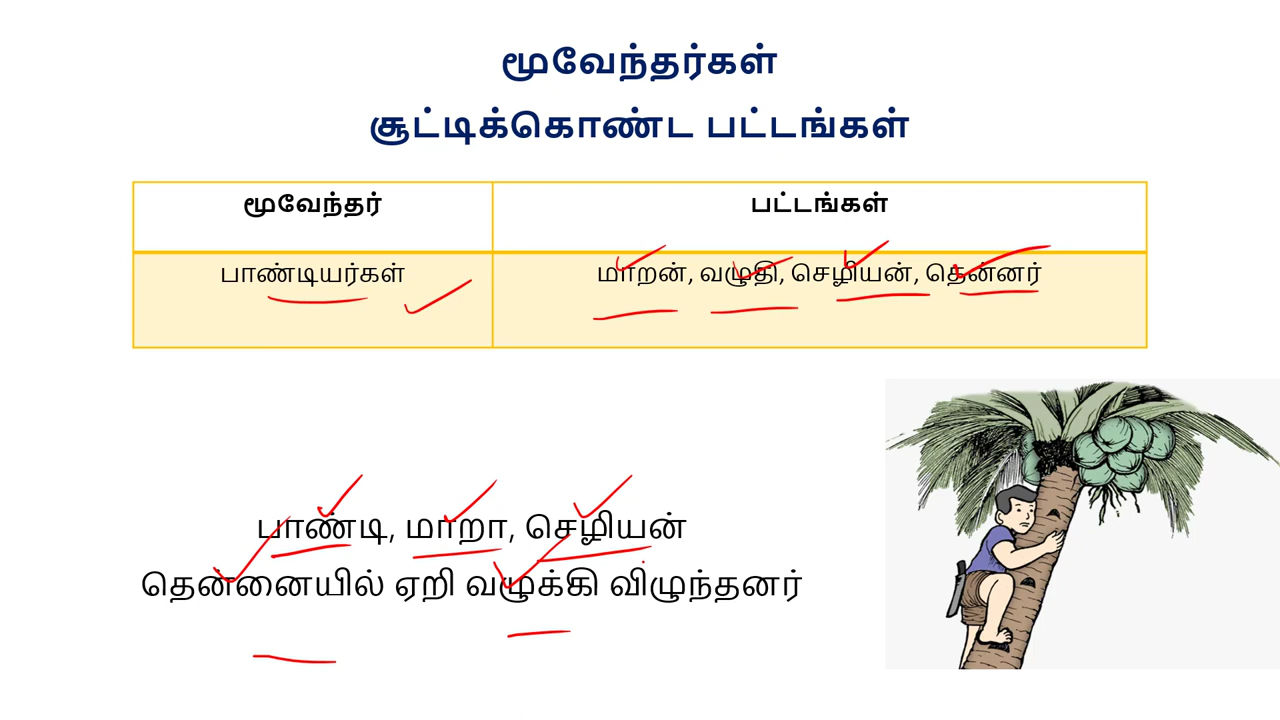 மூவேந்தர்கள்
சூட்டிக்கொண்ட பட்டங்கள்
மூவேந்தர் பட்டங்கள்
பாண்டியர்கள் மாறன், வழுதி, செழியன், தென்னர்
பாண்டி, மாறா, செழியன்
தென்னையில் ஏறி வழுக்கி விழுந்தனர்